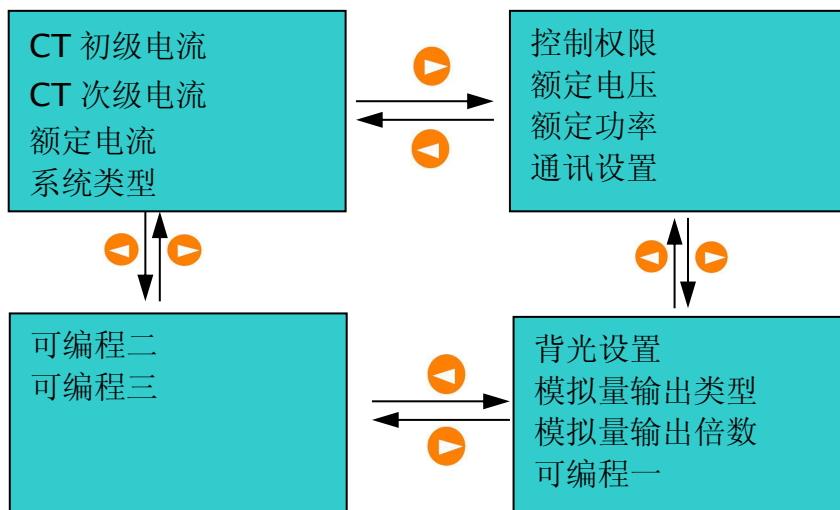 CT 初级电流
CT 次级电流
额定电流
系统类型
控制权限
额定电压
额定功率
通讯设置
可编程二
可编程三
背光设置
模拟量输出类型
模拟量输出倍数
可编程一